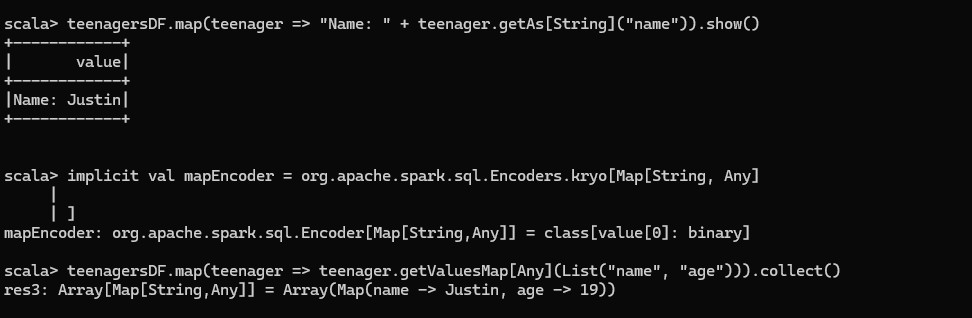 scala> teenagersDF.map(teenager => "Name: " + teenager.getAs[String]("name")).show()
+------------+
|       value|
+------------+
|Name: Justin|
+------------+
scala> implicit val mapEncoder = org.apache.spark.sql.Encoders.kryo[Map[String, Any]
     |
     | ]
mapEncoder: org.apache.spark.sql.Encoder[Map[String,Any]] = class[value[0]: binary]
scala> teenagersDF.map(teenager => teenager.getValuesMap[Any](List("name", "age"))).collect()
res3: Array[Map[String,Any]] = Array(Map(name -> Justin, age -> 19))